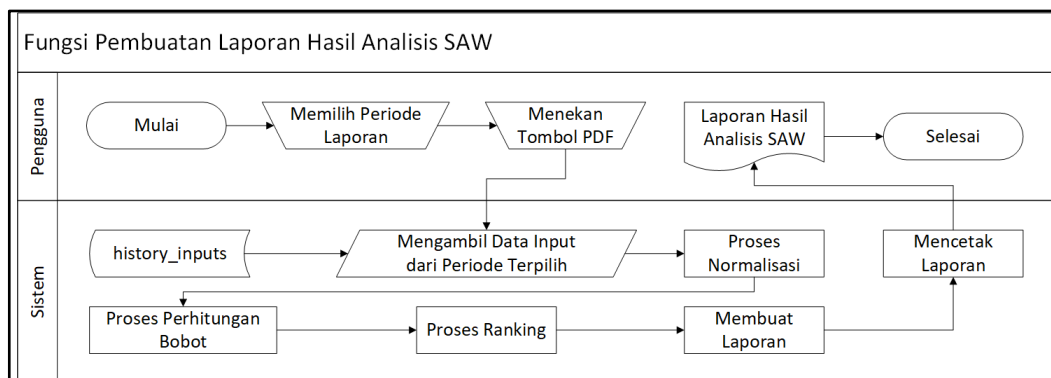 Fungsi Pembuatan Laporan Hasil Analisis SAW
Pengguna
Mulai
Memilih Periode
Laporan
Menekan
Tombol PDF
Laporan Hasil
Analisis SAW
Selesai
Sistem
history_inputs
Mengambil Data Input
dari Periode Terpilih
Proses
Normalisasi
Mencetak
Laporan
Proses Perhitungan
Bobot
Proses Ranking
Membuat
Laporan